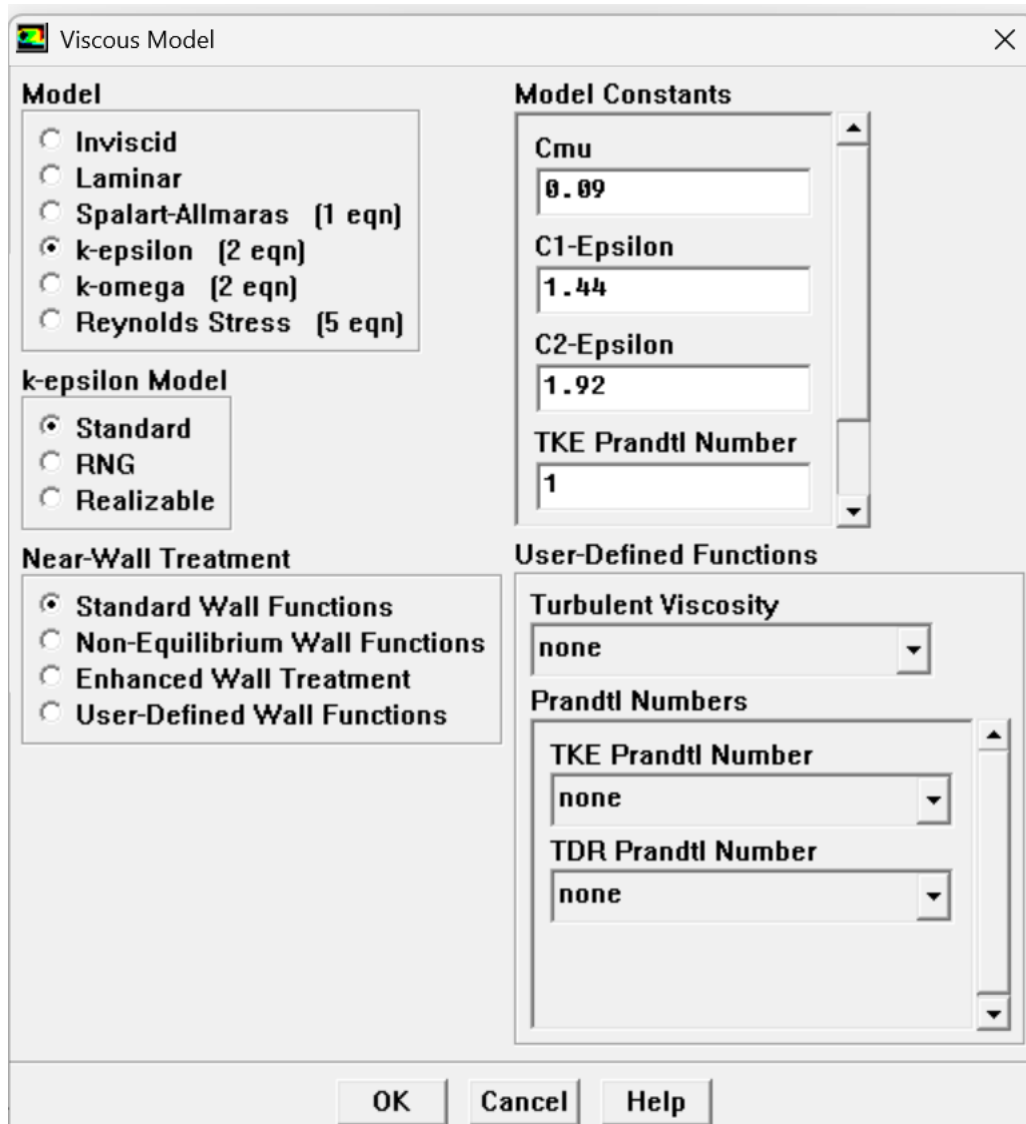 Viscous Model
Model
Inviscid
Laminar
Spalart-Allmaras (1 eqn)
k-epsilon (2 eqn)
k-omega (2 eqn)
Reynolds Stress (5 eqn)
k-epsilon Model
Standard
RNG
Realizable
Near-Wall Treatment
Standard Wall Functions
Non-Equilibrium Wall Functions
Enhanced Wall Treatment
User-Defined Wall Functions
Model Constants
Cmu
0.09
C1-Epsilon
1.44
C2-Epsilon
1.92
TKE Prandtl Number
1
User-Defined Functions
Turbulent Viscosity
none
Prandtl Numbers
TKE Prandtl Number
none
TDR Prandtl Number
none
OK Cancel Help